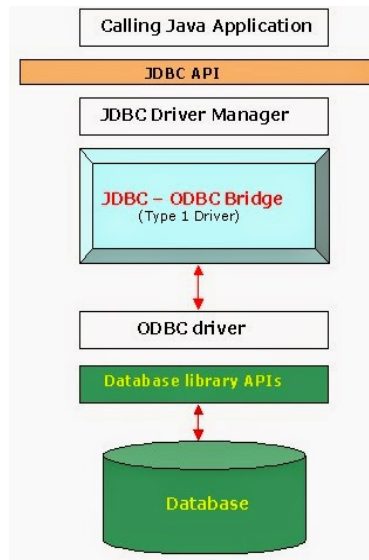 Calling Java Application
JDBC API
JDBC Driver Manager
JDBC – ODBC Bridge
(Type 1 Driver)
ODBC driver
Database library APIs
Database